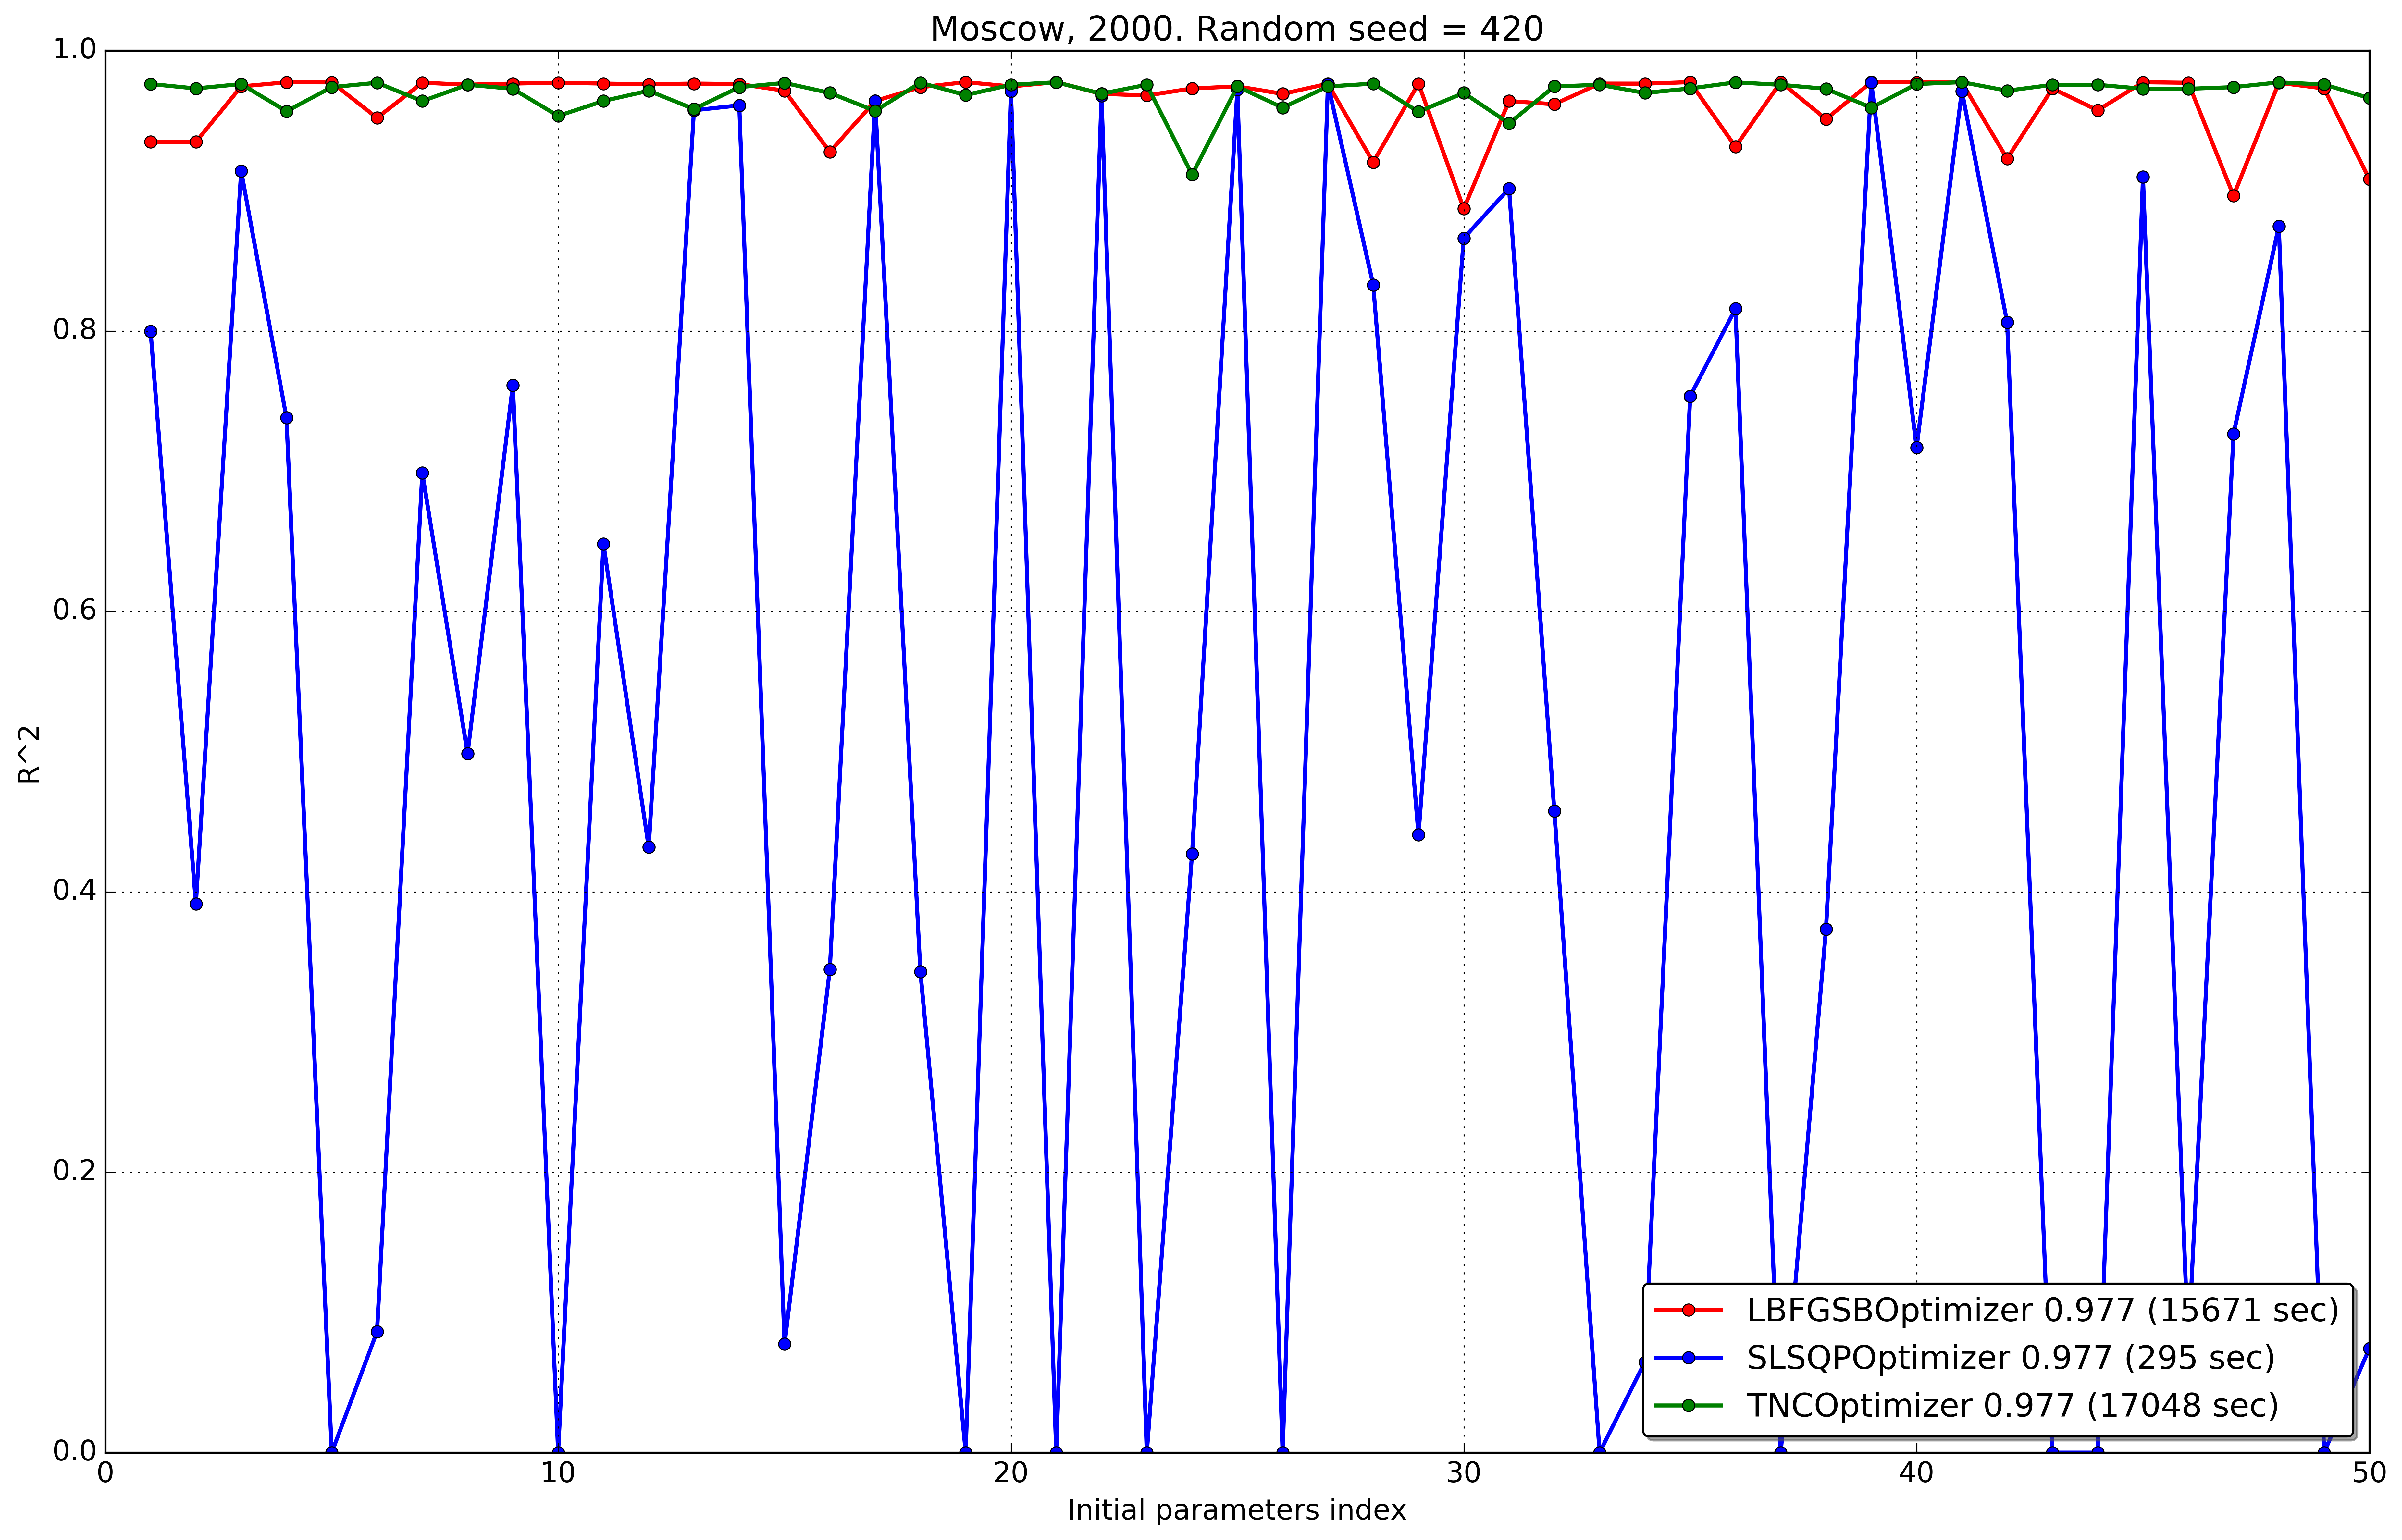 Moscow, 2000. Random seed = 420
1.0
0.8
0.6
0.4
0.2
0.0
R^2
0 10 20 30 40 50
Initial parameters index
LBFGSBOptimizer 0.977 (15671 sec)
SLSQPOptimizer 0.977 (295 sec)
TNCOptimizer 0.977 (17048 sec)